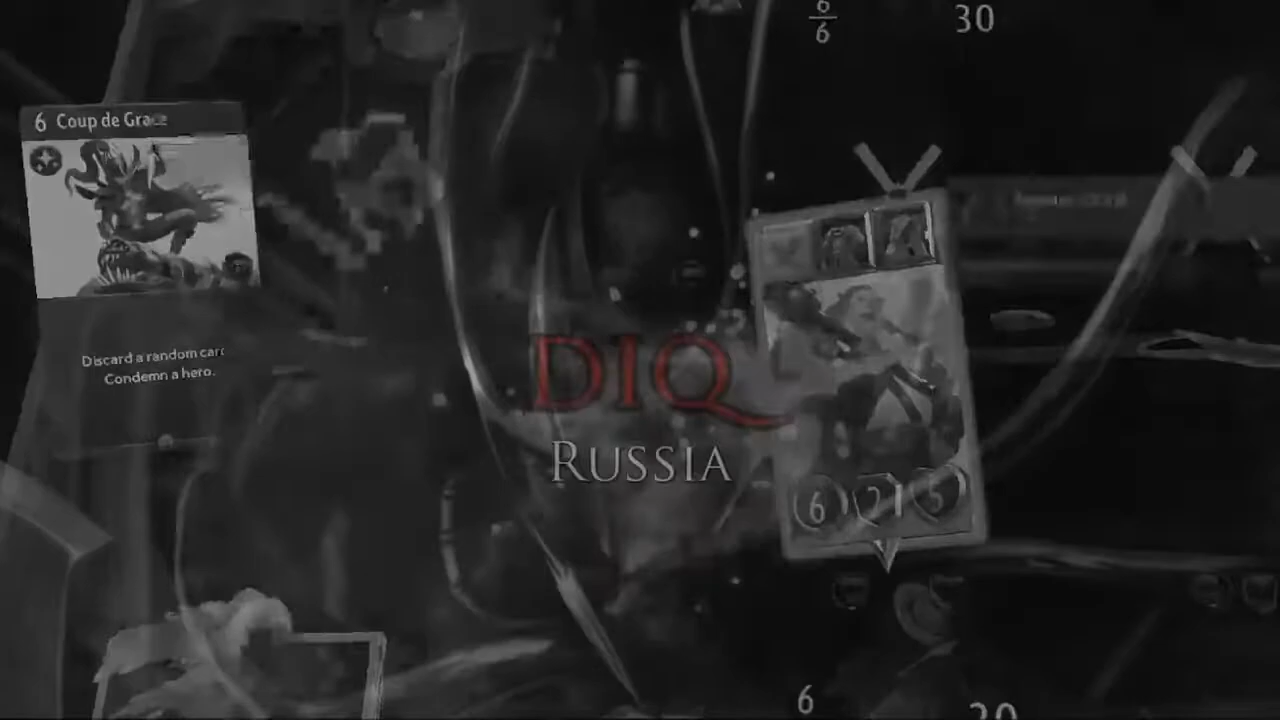 6
6
30
6 Coup de Grace
Discard a random card
Condemn a hero.
DIQ
RUSSIA
6 2 5
6
20